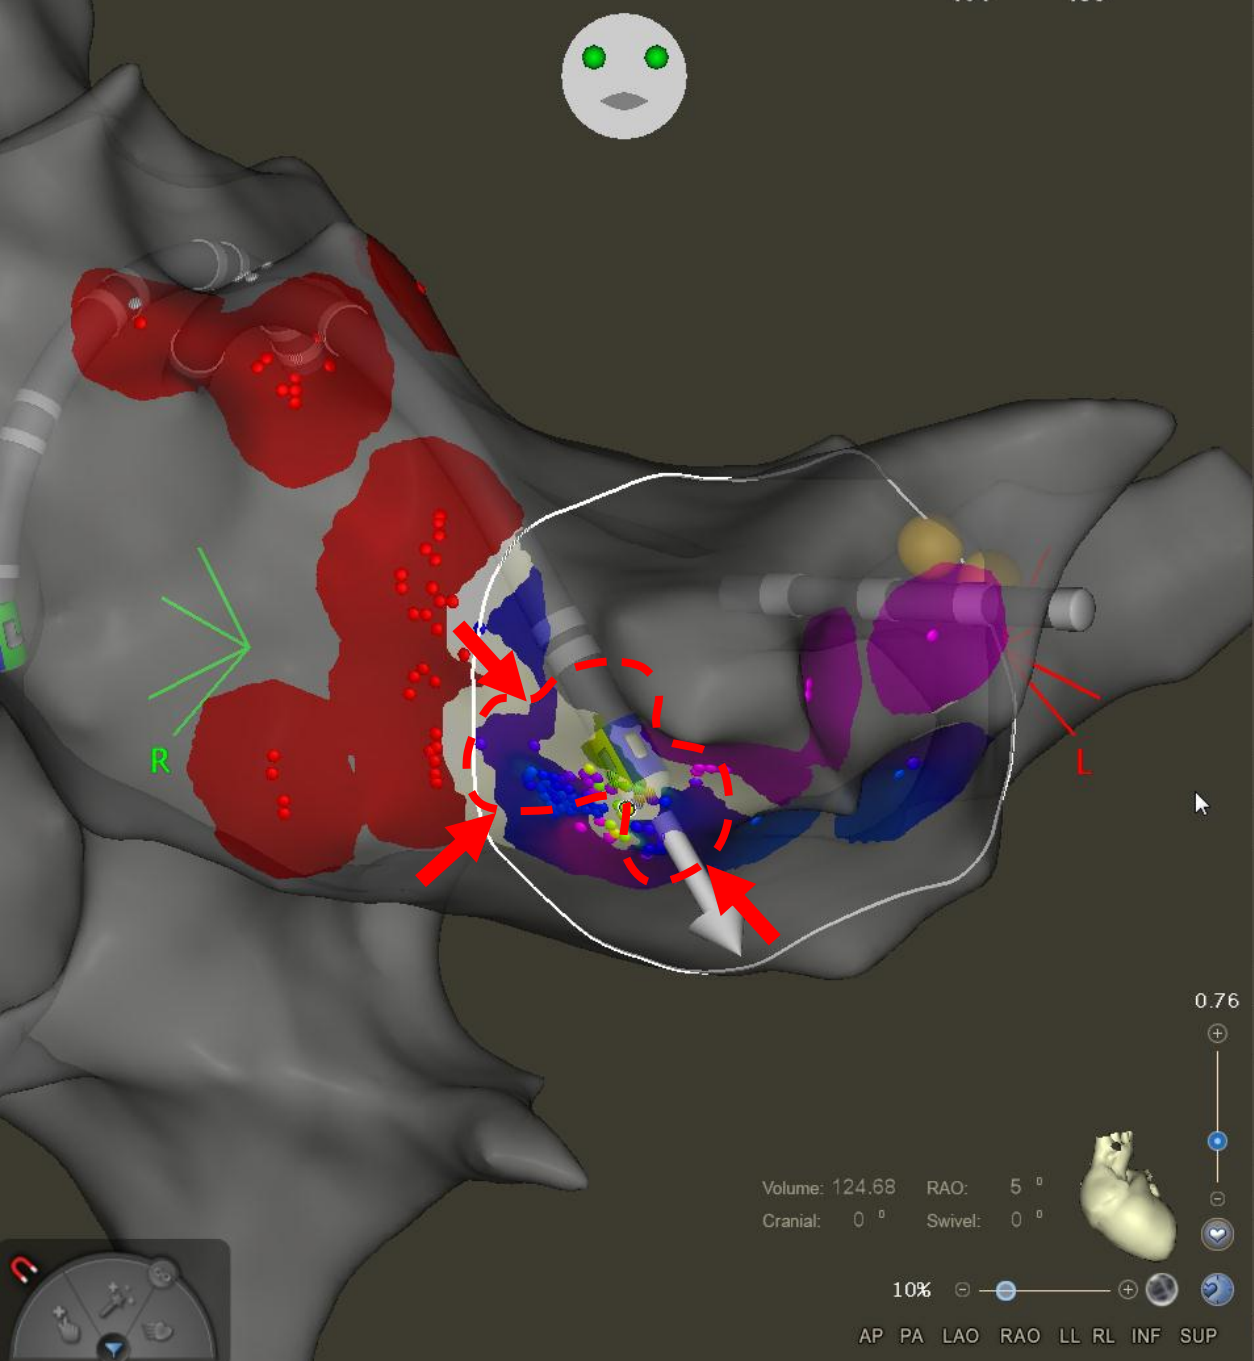 R
L
0.76
Volume: 124.68 RAO: 5 °
Cranial: 0 ° Swivel: 0 °
10%
AP PA LAO RAO LL RL INF SUP